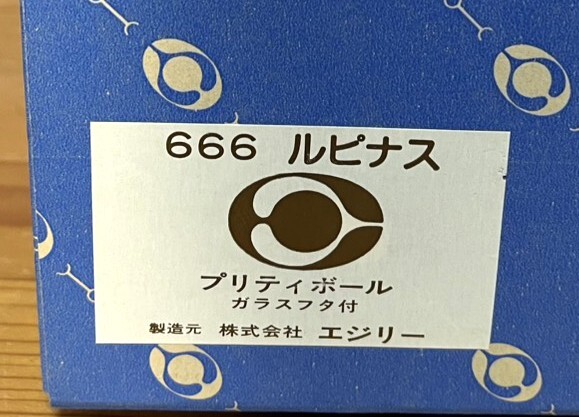 666 ルピナス
プリティボール
ガラスフタ付
製造元 株式会社 エジリー